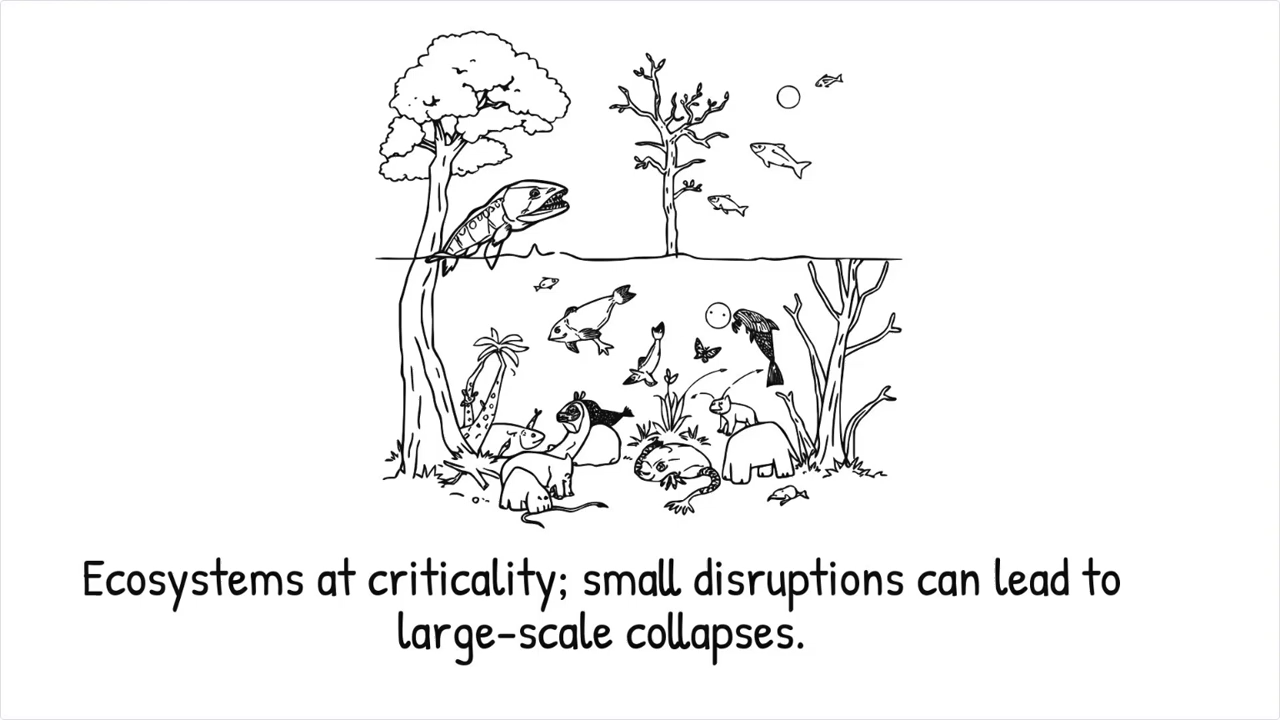 Ecosystems at criticality; small disruptions can lead to
large-scale collapses.